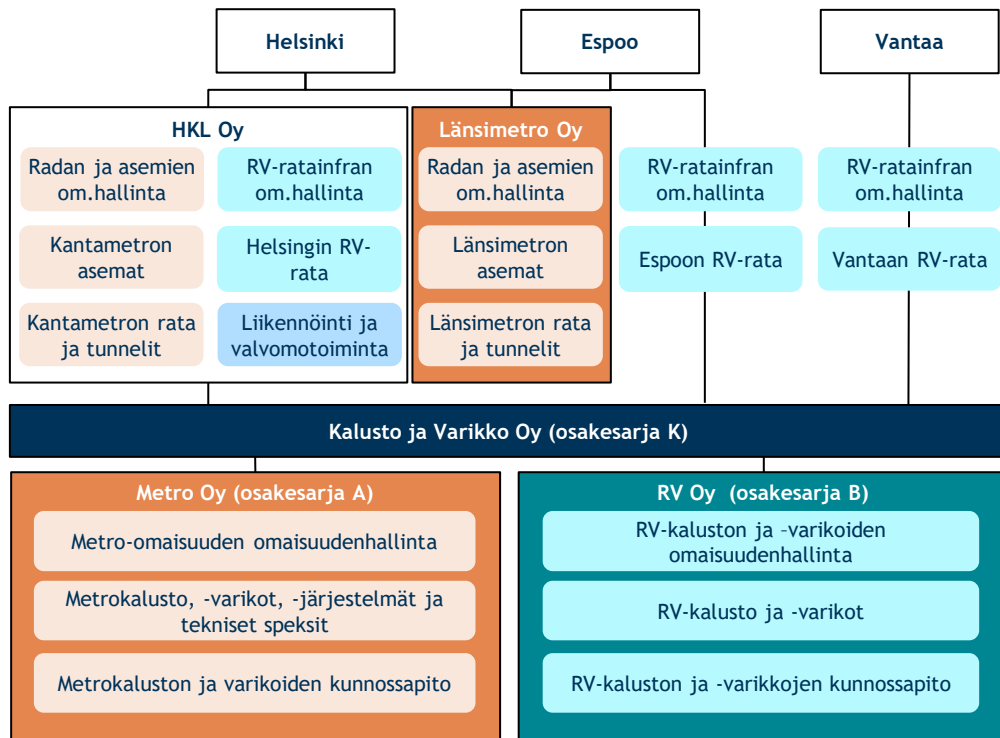 Helsinki
Espoo
Vantaa
HKL Oy
Radan ja asemien
om.hallinta
RV-ratainfran
om.hallinta
Kantametron
asemat
Helsingin RV-
rata
Kantametron rata
ja tunnelit
Liikennöinti ja
valvomotoiminta
Länsimetro Oy
Radan ja asemien
om.hallinta
Länsimetron
asemat
Länsimetron rata
ja tunnelit
RV-ratainfran
om.hallinta
Espoon RV-rata
RV-ratainfran
om.hallinta
Vantaan RV-rata
Kalusto ja Varikko Oy (osakesarja K)
Metro Oy (osakesarja A)
Metro-omaisuuden omaisuudenhallinta
Metrokalusto, -varikot, -järjestelmät ja
tekniset speksit
Metrokaluston ja varikoiden kunnossapito
RV Oy (osakesarja B)
RV-kaluston ja –varikoiden
omaisuudenhallinta
RV-kalusto ja -varikot
RV-kaluston ja -varikkojen kunnossapito